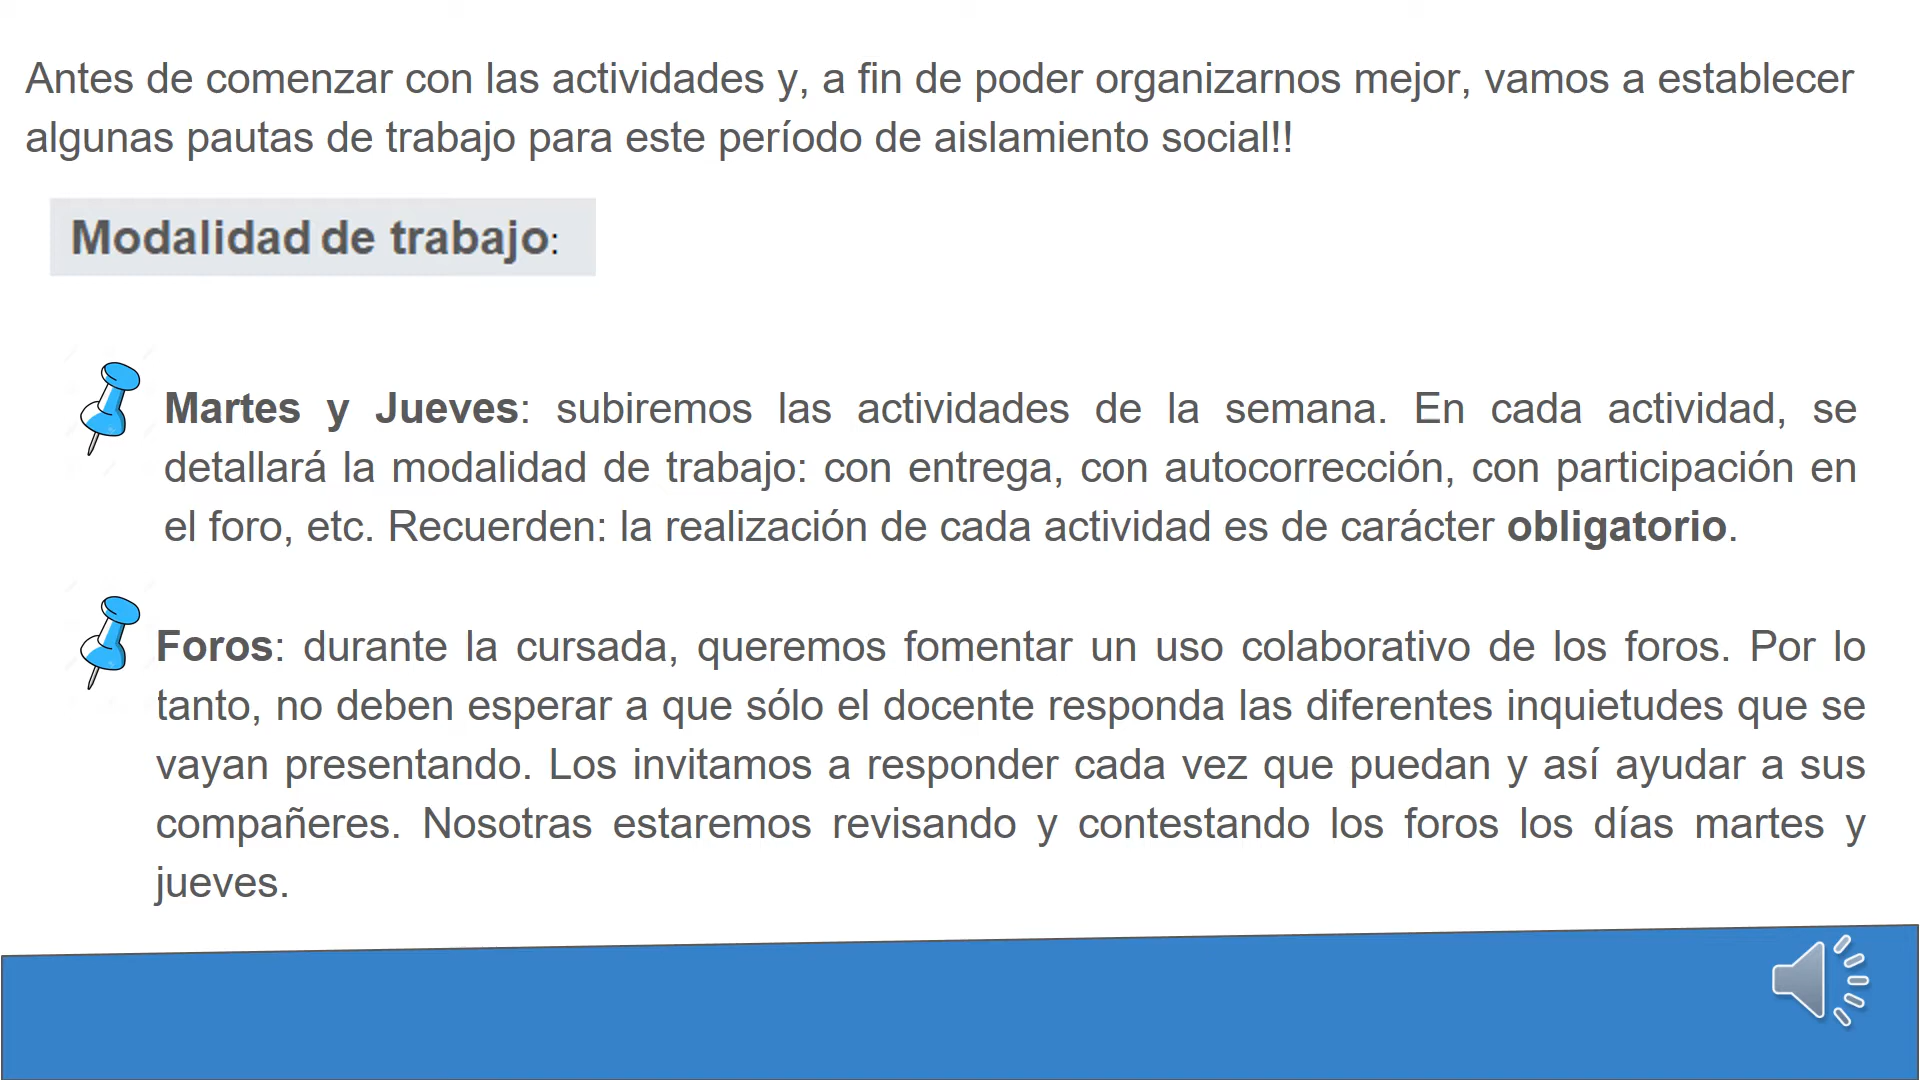 Antes de comenzar con las actividades y, a fin de poder organizarnos mejor, vamos a establecer
algunas pautas de trabajo para este período de aislamiento social!!
Modalidad de trabajo:
Martes y Jueves: subiremos las actividades de la semana. En cada actividad, se
detallará la modalidad de trabajo: con entrega, con autocorrección, con participación en
el foro, etc. Recuerden: la realización de cada actividad es de carácter obligatorio.
Foros: durante la cursada, queremos fomentar un uso colaborativo de los foros. Por lo
tanto, no deben esperar a que sólo el docente responda las diferentes inquietudes que se
vayan presentando. Los invitamos a responder cada vez que puedan y así ayudar a sus
compañeres. Nosotras estaremos revisando y contestando los foros los días martes y
jueves.